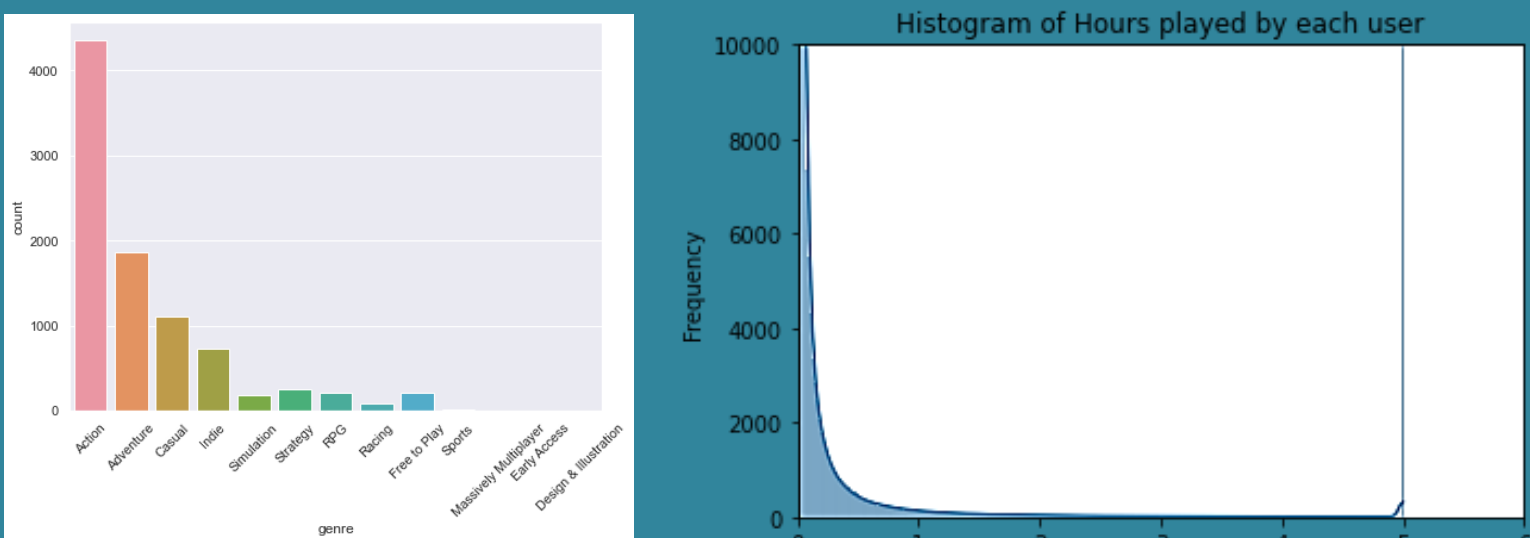 4000
3000
2000
1000
0
count
Action
Adventure
Casual
Indie
Simulation
Strategy
RPG
Racing
Free to Play
Sports
Massively Multiplayer
Early Access
Design & Illustration
genre
Histogram of Hours played by each user
10000
8000
6000
4000
2000
0
Frequency